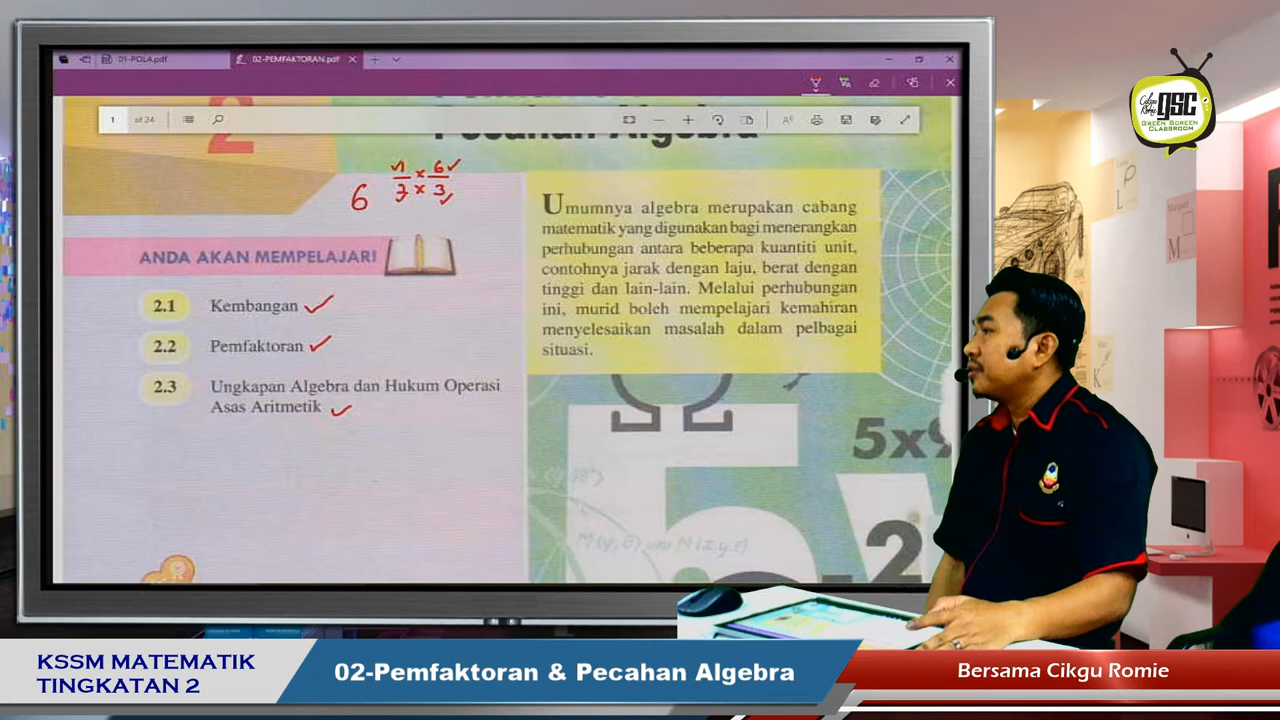 01-POLA.pdf
02-PEMFAKTORAN.pdf
1 of 24
2
Pecahan Algebra
6
ANDA AKAN MEMPELAJARI
2.1 Kembangan
2.2 Pemfaktoran
2.3 Ungkapan Algebra dan Hukum Operasi
Asas Aritmetik
Umumnya algebra merupakan cabang
matematik yang digunakan bagi menerangkan
perhubungan antara beberapa kuantiti unit,
contohnya jarak dengan laju, berat dengan
tinggi dan lain-lain. Melalui perhubungan
ini, murid boleh mempelajari kemahiran
menyelesaikan masalah dalam pelbagai
situasi.
5x9
2
Cikgu Romie GSC
GREEN SCREEN
CLASSROOM
L
M
K
KSSM MATEMATIK
TINGKATAN 2
02-Pemfaktoran & Pecahan Algebra
Bersama Cikgu Romie